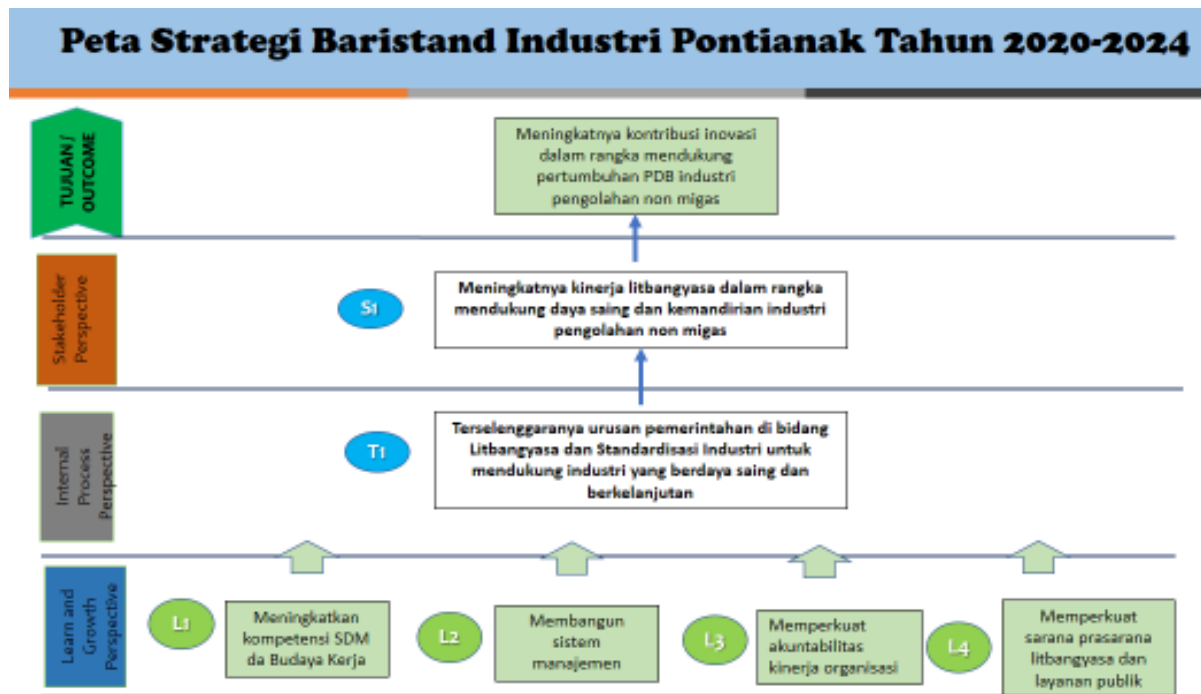 Peta Strategi Baristand Industri Pontianak Tahun 2020-2024
TUJUAN /
OUTCOME
Meningkatnya kontribusi inovasi
dalam rangka mendukung
pertumbuhan PDB industri
pengolahan non migas
Stakeholder
Perspective
S1
Meningkatnya kinerja litbangyasa dalam rangka
mendukung daya saing dan kemandirian industri
pengolahan non migas
Internal
Process
Perspective
T1
Terselenggaranya urusan pemerintahan di bidang
Litbangyasa dan Standardisasi Industri untuk
mendukung industri yang berdaya saing dan
berkelanjutan
Learn and
Growth
Perspective
L1
Meningkatkan
kompetensi SDM
da Budaya Kerja
L2
Membangun
sistem
manajemen
L3
Memperkuat
akuntabilitas
kinerja organisasi
L4
Memperkuat
sarana prasarana
litbangyasa dan
layanan publik